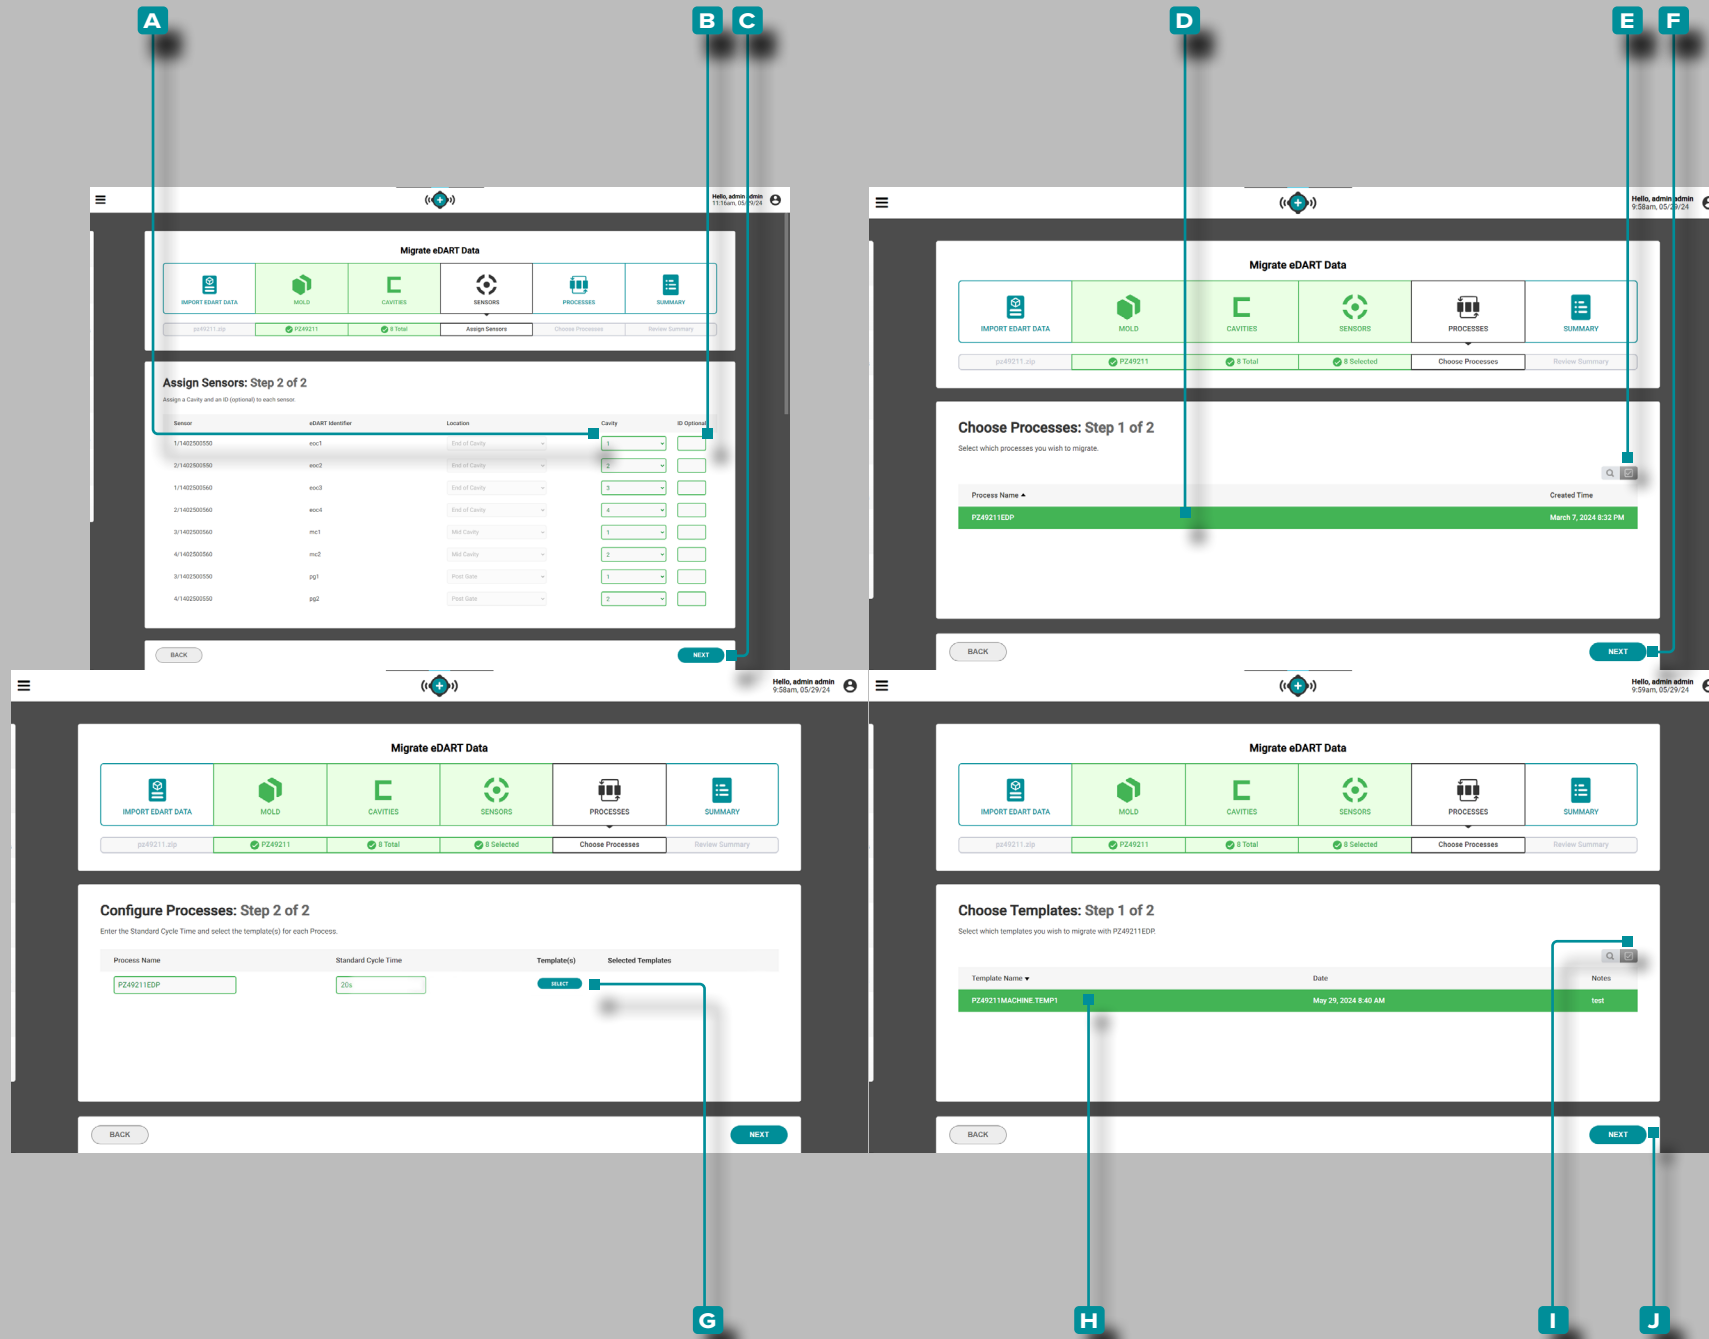 A
B
C
D
E
F
Hello, admin admin
11:16am, 05/29/24
Migrate eDART Data
IMPORT EDART DATA
MOLD
CAVITIES
SENSORS
PROCESSES
SUMMARY
pz49211.zip
PZ49211
8 Total
Assign Sensors
Choose Processes
Review Summary
Assign Sensors: Step 2 of 2
Assign a Cavity and an ID (optional) to each sensor.
Sensor eDART Identifier Location Cavity ID Optional
1/1402500550 eoc1 End of Cavity 1
2/1402500550 eoc2 End of Cavity 2
1/1402500560 eoc3 End of Cavity 3
2/1402500560 eoc4 End of Cavity 4
3/1402500560 mc1 Mid Cavity 1
4/1402500560 mc2 Mid Cavity 2
3/1402500550 pg1 Post Gate 1
4/1402500550 pg2 Post Gate 2
BACK
NEXT
Hello, admin admin
9:58am, 05/29/24
Migrate eDART Data
IMPORT EDART DATA
MOLD
CAVITIES
SENSORS
PROCESSES
SUMMARY
pz49211.zip
PZ49211
8 Total
8 Selected
Choose Processes
Review Summary
Choose Processes: Step 1 of 2
Select which processes you wish to migrate.
Process Name Created Time
PZ49211EDP March 7, 2024 8:32 PM
BACK
NEXT
Hello, admin admin
9:58am, 05/29/24
Migrate eDART Data
IMPORT EDART DATA
MOLD
CAVITIES
SENSORS
PROCESSES
SUMMARY
pz49211.zip
PZ49211
8 Total
8 Selected
Choose Processes
Review Summary
Configure Processes: Step 2 of 2
Enter the Standard Cycle Time and select the template(s) for each Process.
Process Name Standard Cycle Time Template(s) Selected Templates
PZ49211EDP 20s SELECT
BACK
NEXT
Hello, admin admin
9:59am, 05/29/24
Migrate eDART Data
IMPORT EDART DATA
MOLD
CAVITIES
SENSORS
PROCESSES
SUMMARY
pz49211.zip
PZ49211
8 Total
8 Selected
Choose Processes
Review Summary
Choose Templates: Step 1 of 2
Select which templates you wish to migrate with PZ49211EDP.
Template Name Date Notes
PZ49211MACHINE.TEMP1 May 29, 2024 8:40 AM test
BACK
NEXT
G
H
I
J